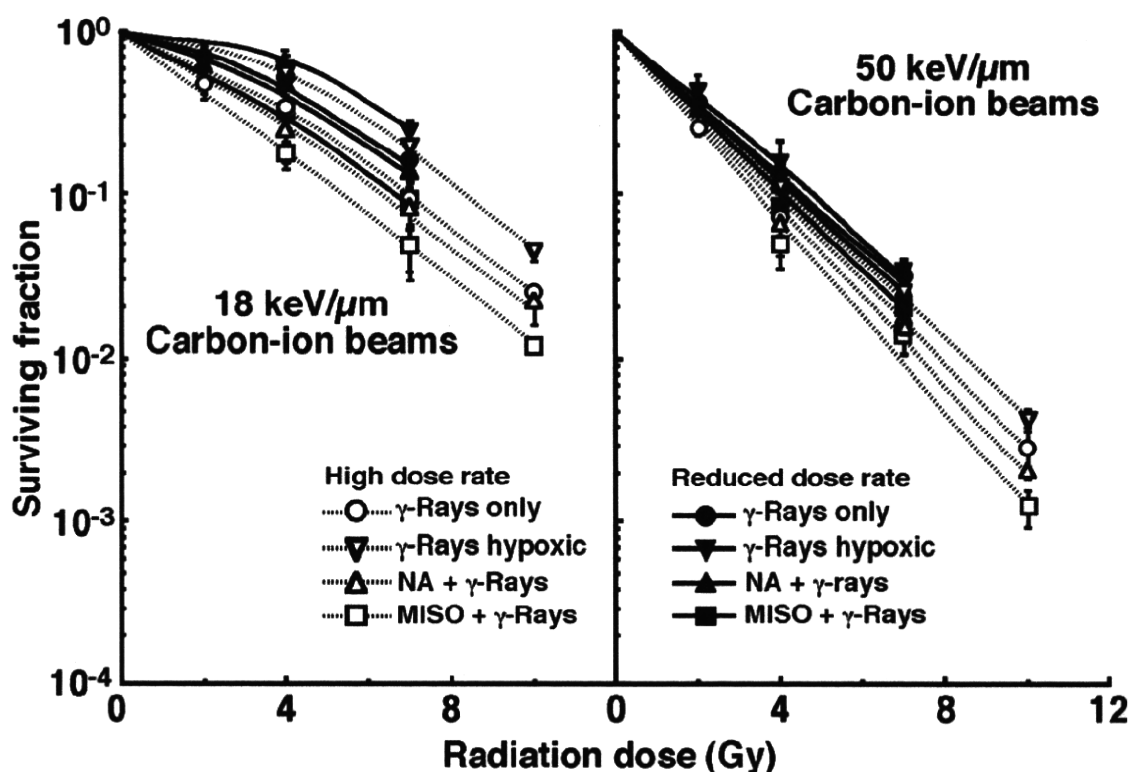 Surviving fraction
10⁰
10⁻¹
10⁻²
10⁻³
10⁻⁴
18 keV/µm
Carbon-ion beams
High dose rate
γ-Rays only
γ-Rays hypoxic
NA + γ-Rays
MISO + γ-Rays
0
4
8
50 keV/µm
Carbon-ion beams
Reduced dose rate
γ-Rays only
γ-Rays hypoxic
NA + γ-rays
MISO + γ-Rays
0
4
8
12
Radiation dose (Gy)